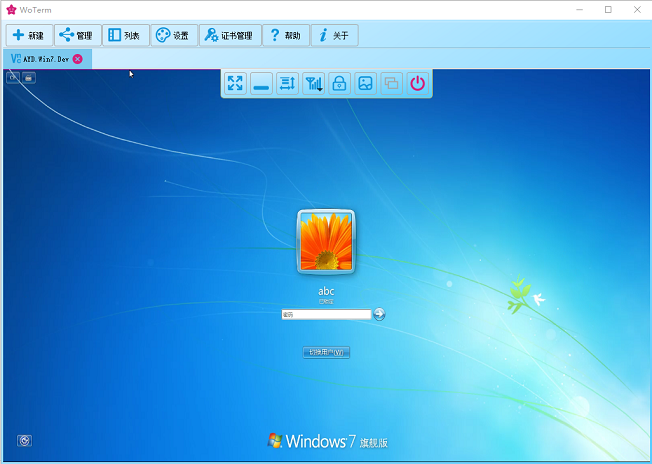 WoTerm
新建 管理 列表 设置 证书管理 帮助 关于
AYD.Win7.Dev
abc
已锁定
密码
切换用户(W)
Windows 7 旗舰版